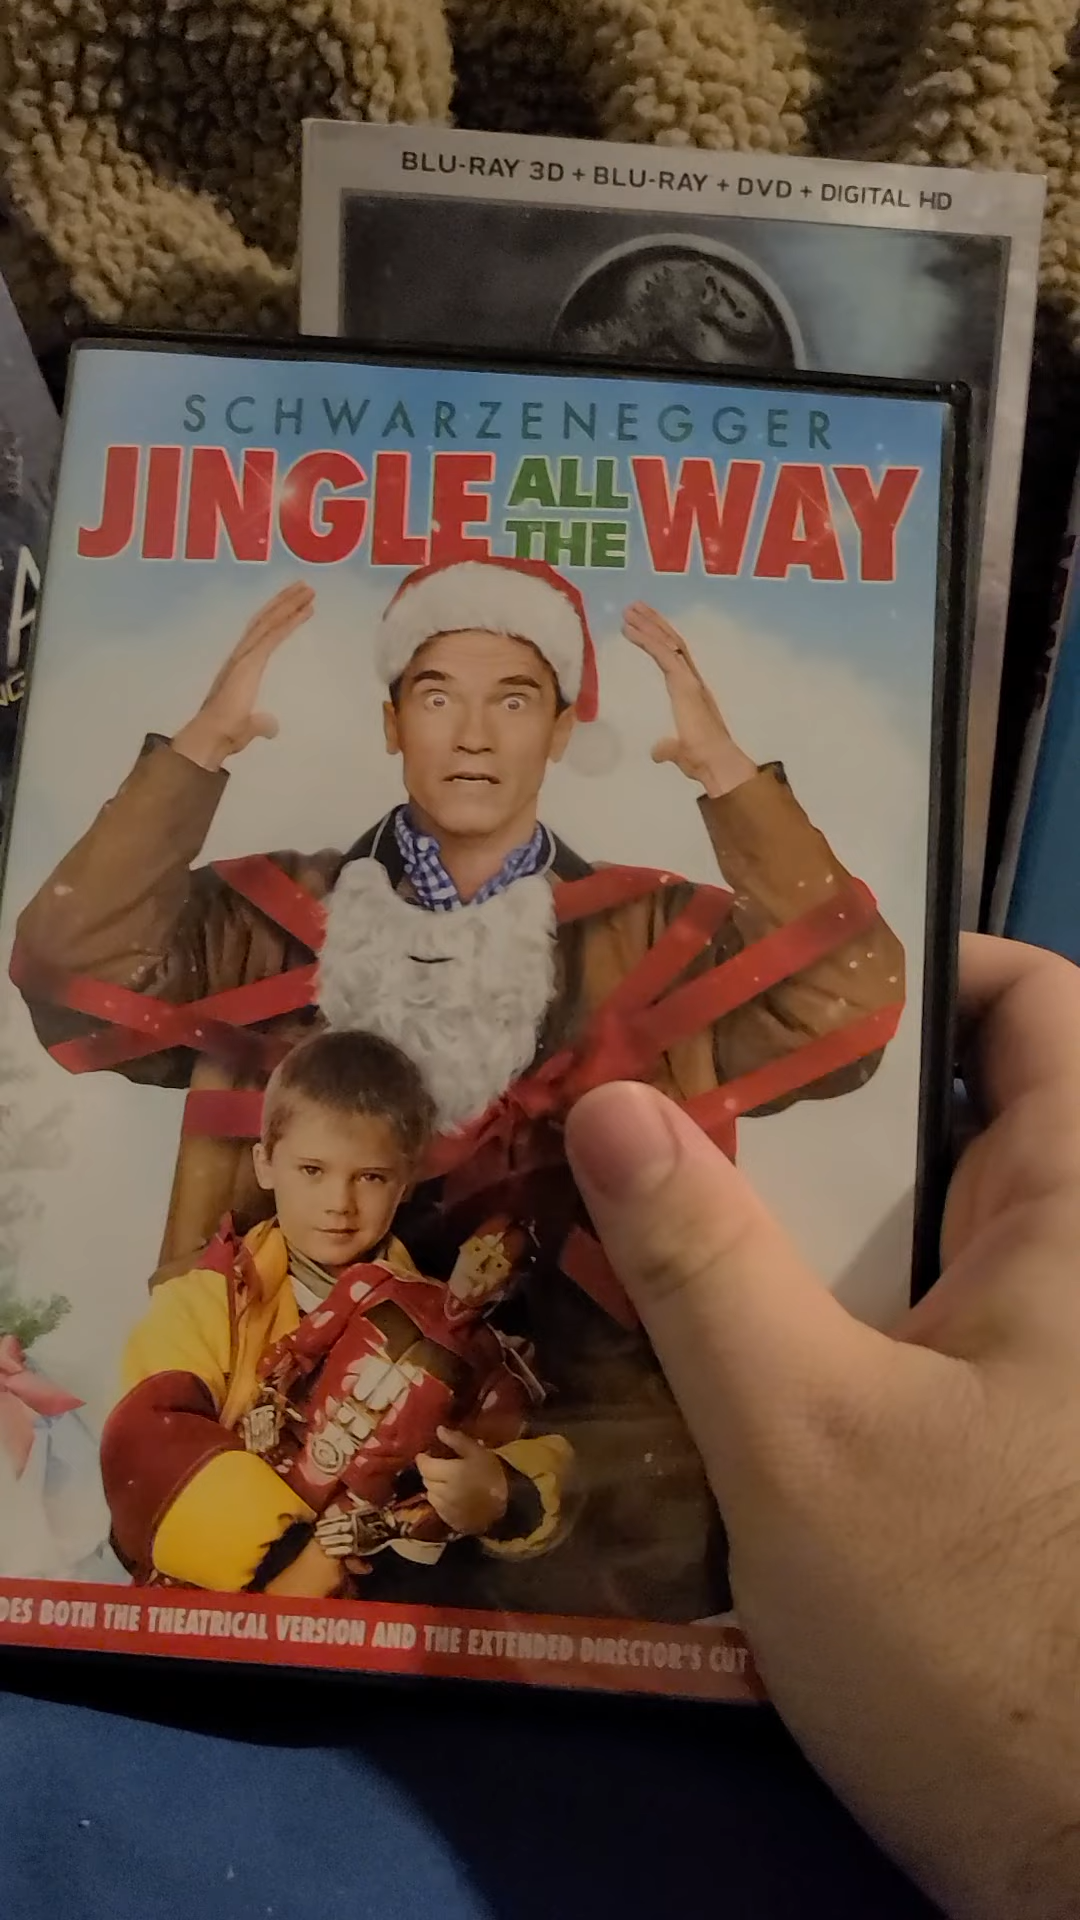 BLU-RAY 3D + BLU-RAY + DVD + DIGITAL HD
SCHWARZENEGGER
JINGLE ALL THE WAY
BOTH THE THEATRICAL VERSION AND THE EXTENDED DIRECTOR'S CUT